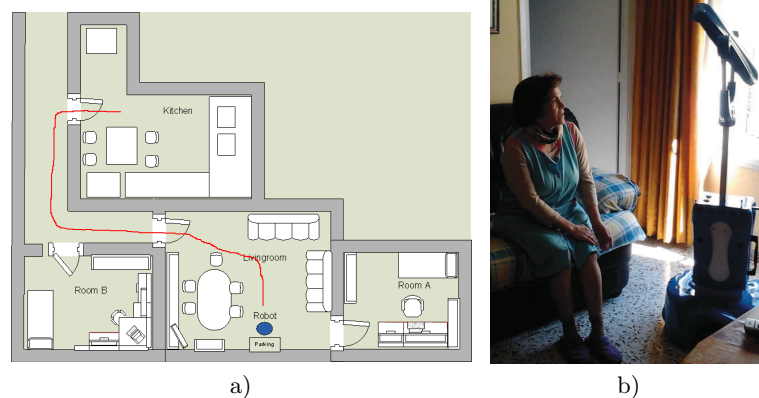 Kitchen
Livingroom
Room B
Room A
Robot
Parking
a)
b)